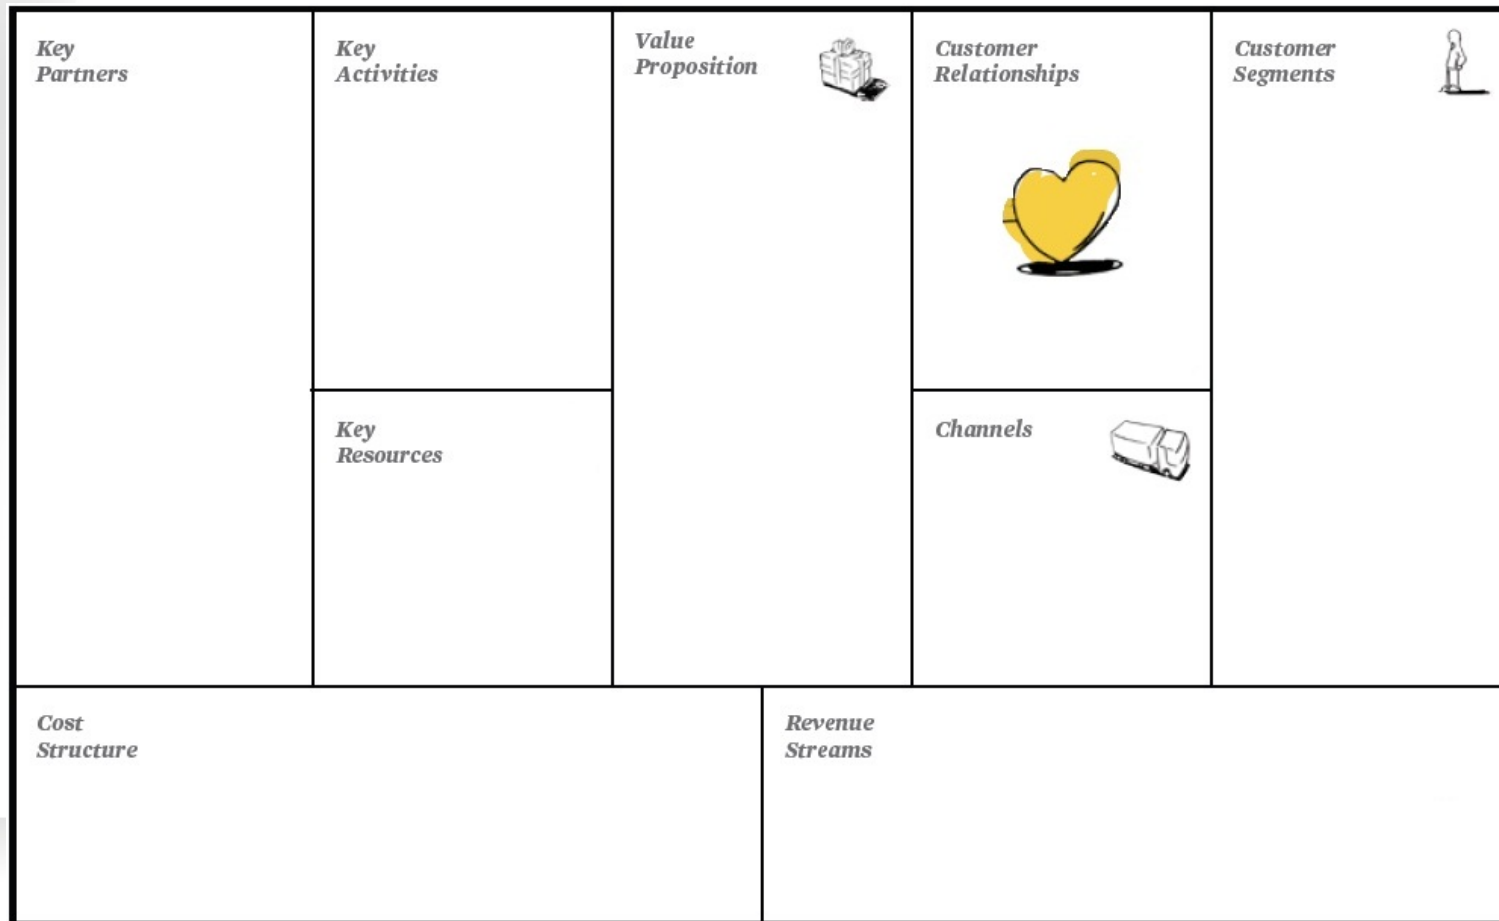 Key
Partners
Key
Activities
Value
Proposition
Customer
Relationships
Customer
Segments
Key
Resources
Channels
Cost
Structure
Revenue
Streams